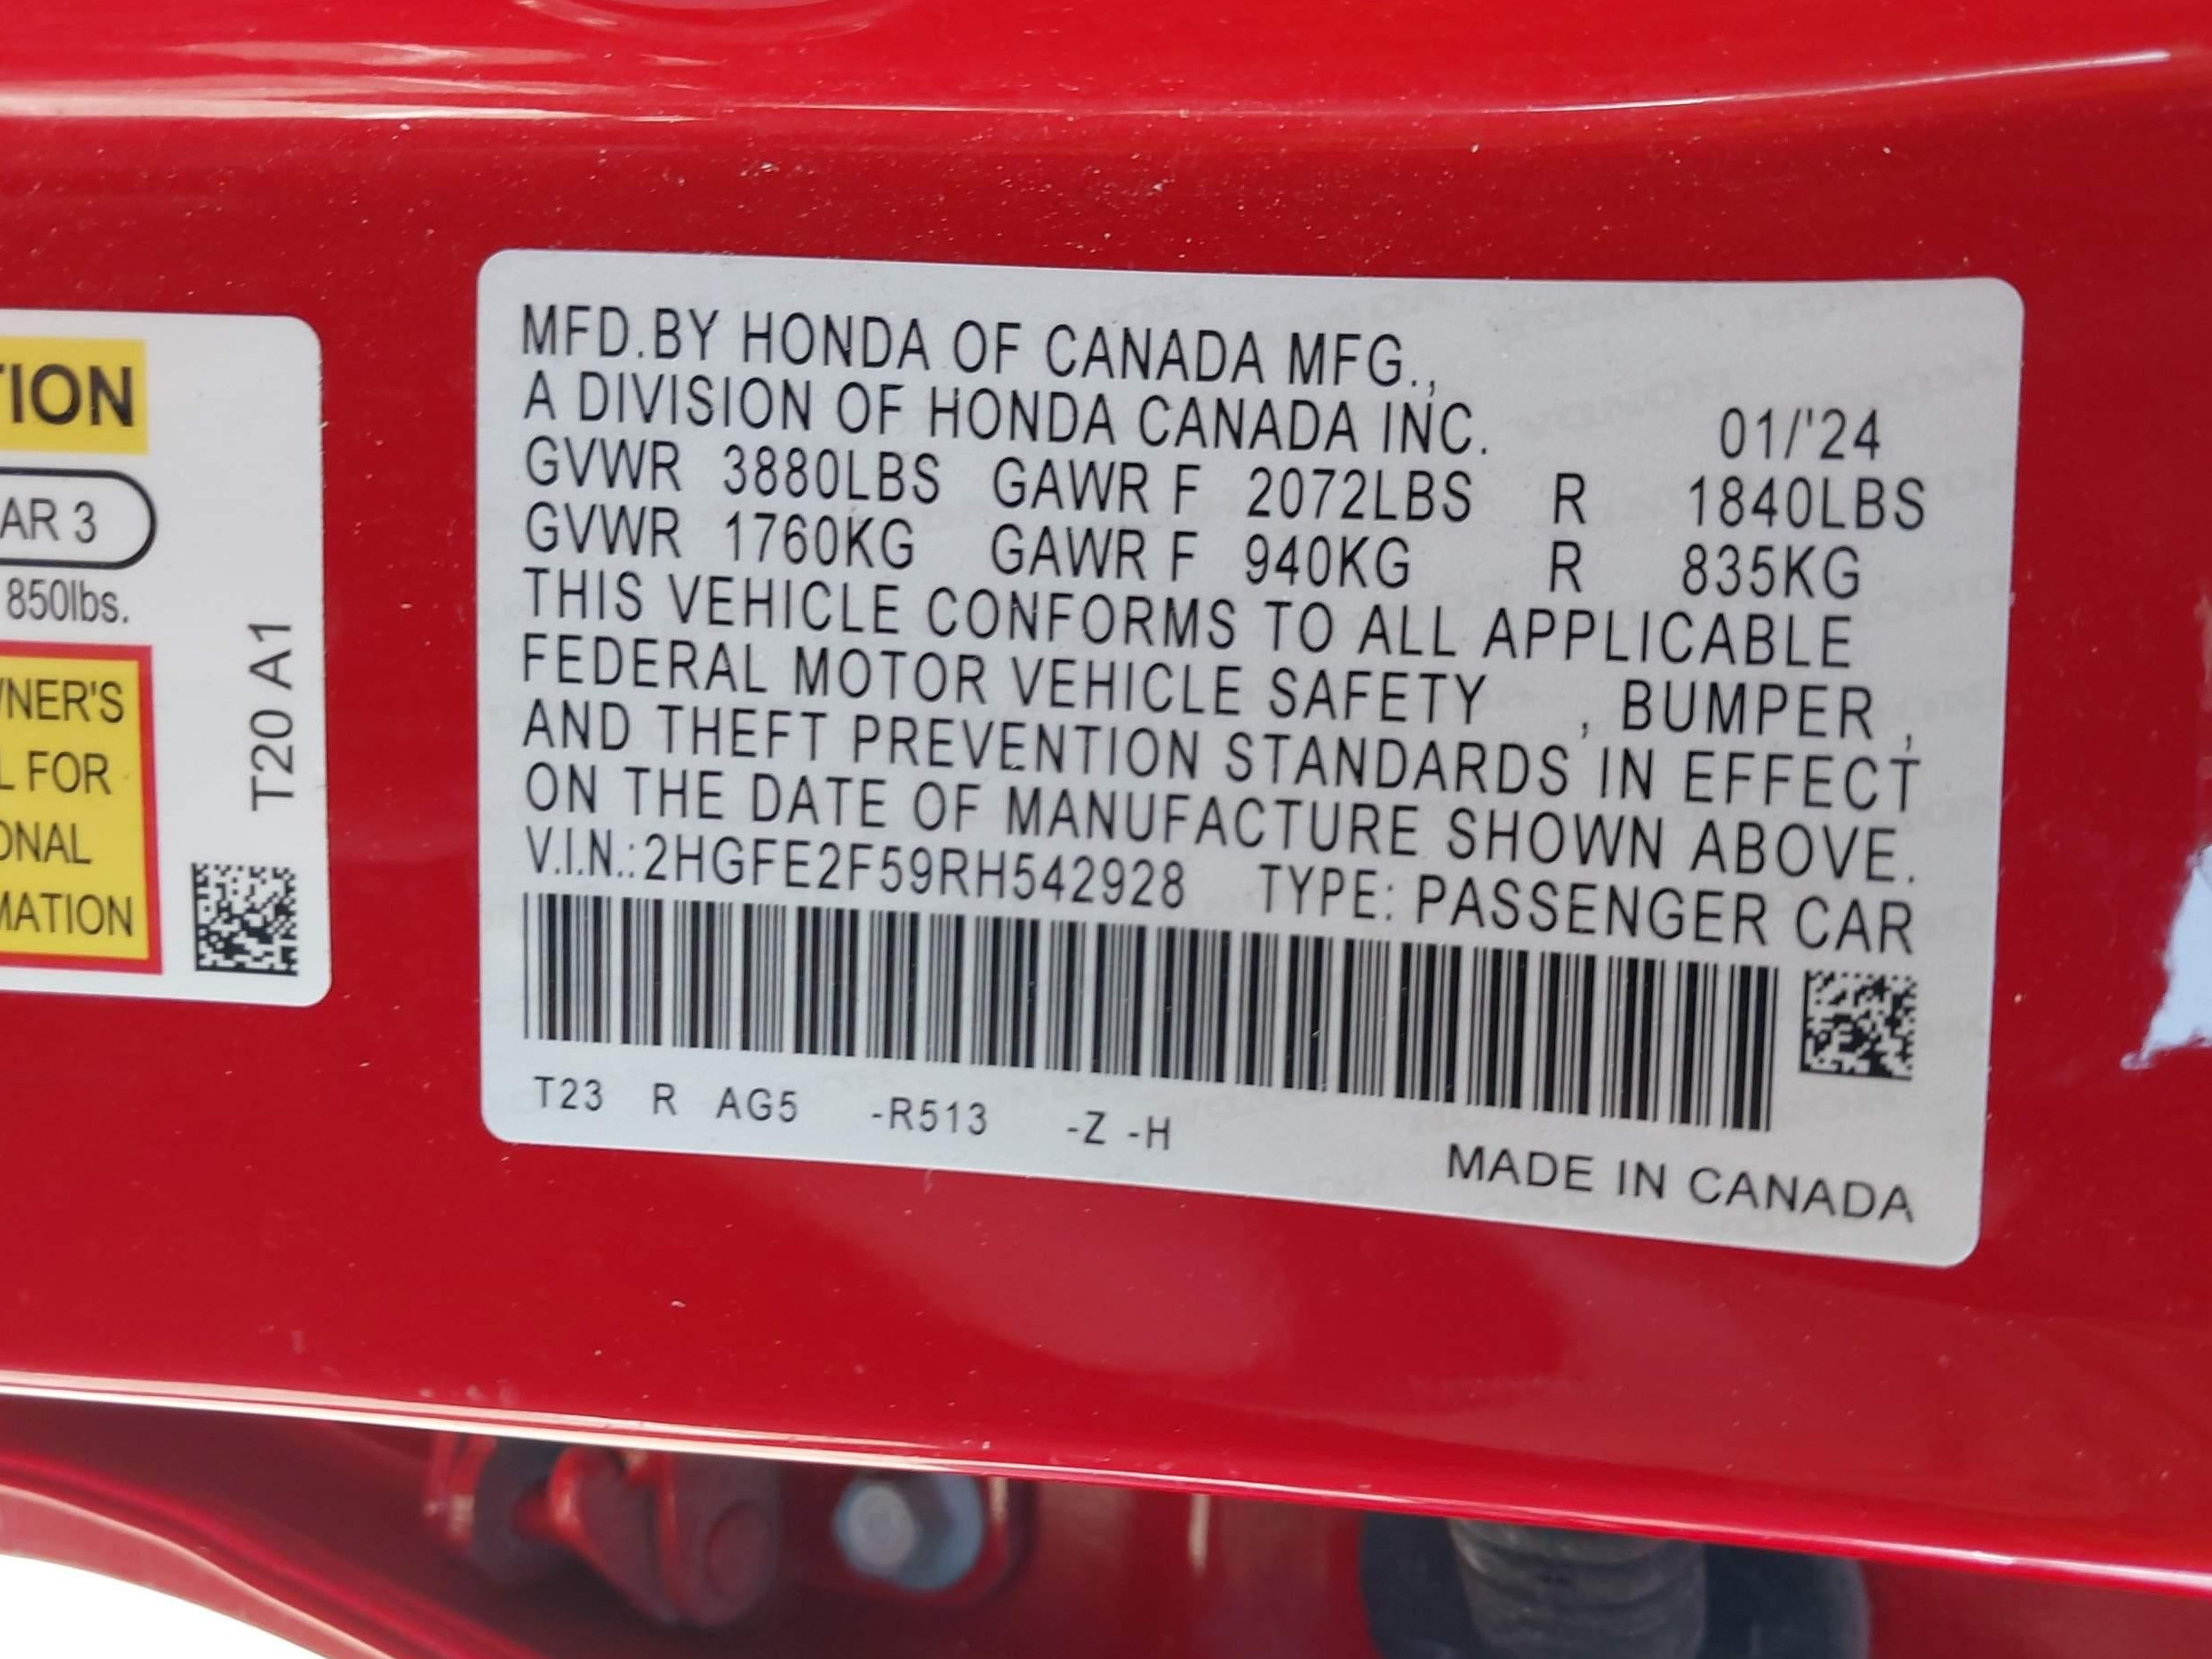 TION
AR 3
850lbs.
WNER'S
L FOR
ONAL
MATION
T20 A1
MFD.BY HONDA OF CANADA MFG.,
A DIVISION OF HONDA CANADA INC. 01/'24
GVWR 3880LBS GAWR F 2072LBS R 1840LBS
GVWR 1760KG GAWR F 940KG R 835KG
THIS VEHICLE CONFORMS TO ALL APPLICABLE
FEDERAL MOTOR VEHICLE SAFETY , BUMPER ,
AND THEFT PREVENTION STANDARDS IN EFFECT
ON THE DATE OF MANUFACTURE SHOWN ABOVE.
V.I.N.:2HGFE2F59RH542928 TYPE: PASSENGER CAR
T23 R AG5 -R513 -Z -H
MADE IN CANADA